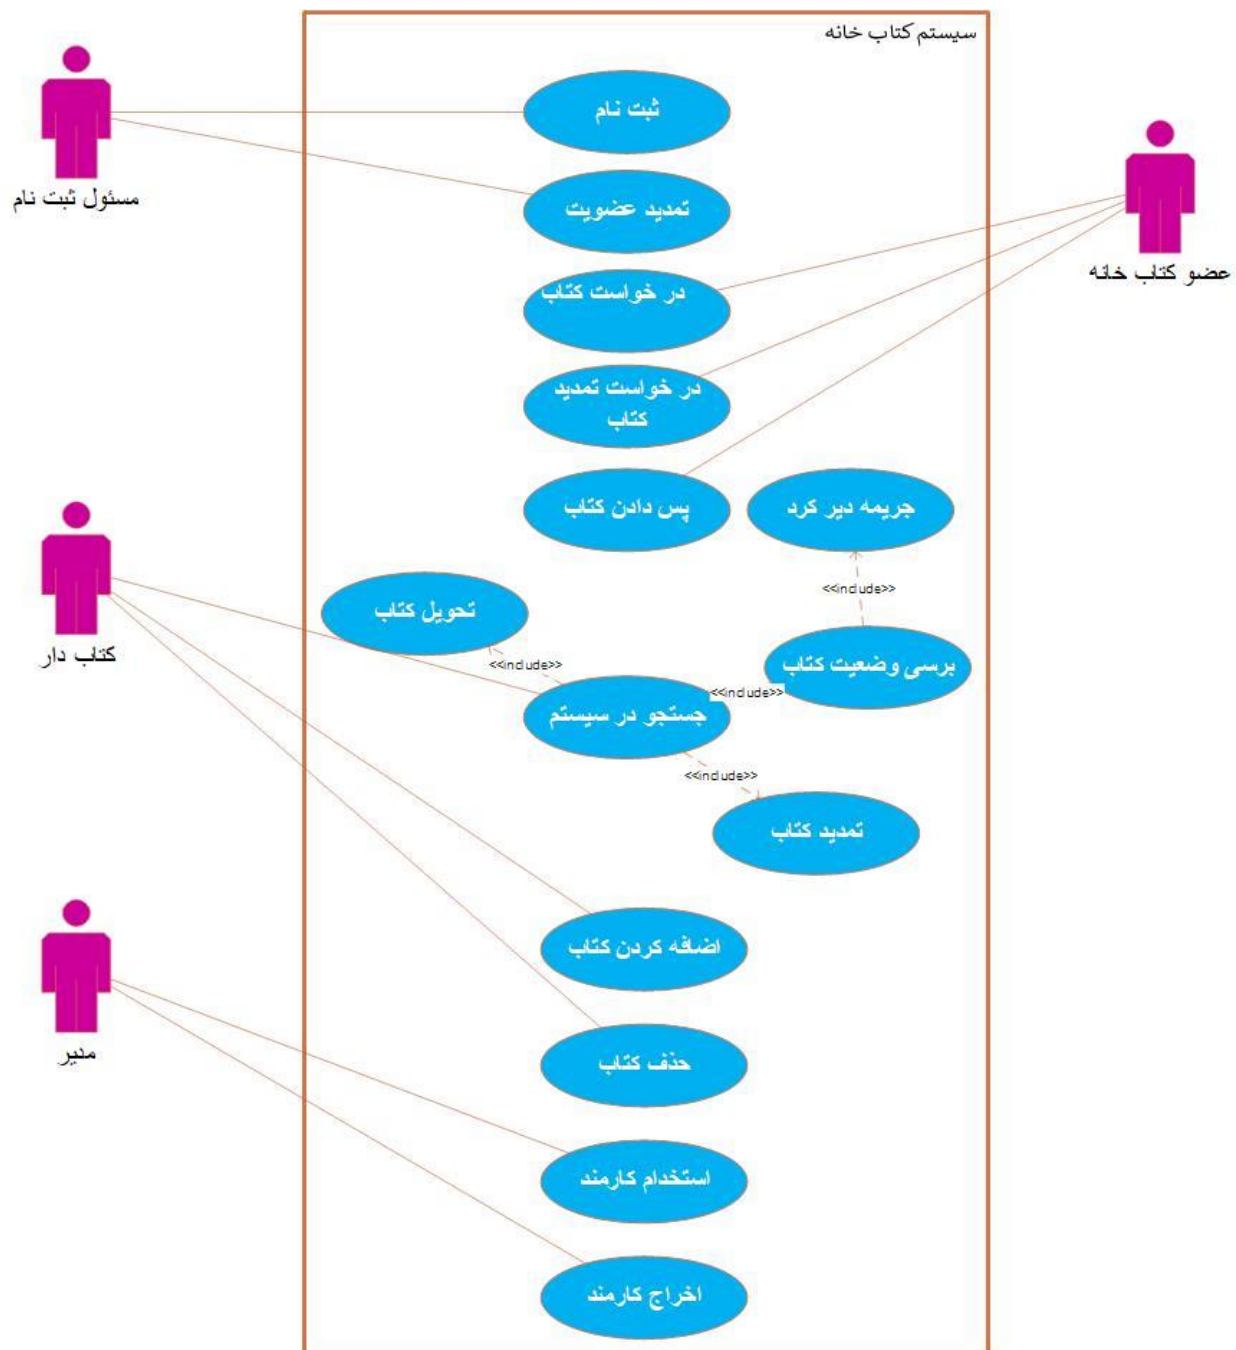 سیستم کتاب خانه
ثبت نام
مسئول ثبت نام
تمدید عضویت
عضو کتاب خانه
در خواست کتاب
در خواست تمدید
کتاب
پس دادن کتاب
جریمه دیر کرد
<<include>>
تحویل کتاب
کتاب دار
<<include>>
برسی وضعیت کتاب
<<include>>
جستجو در سیستم
<<include>>
تمدید کتاب
اضافه کردن کتاب
مدیر
حذف کتاب
استخدام کارمند
اخراج کارمند